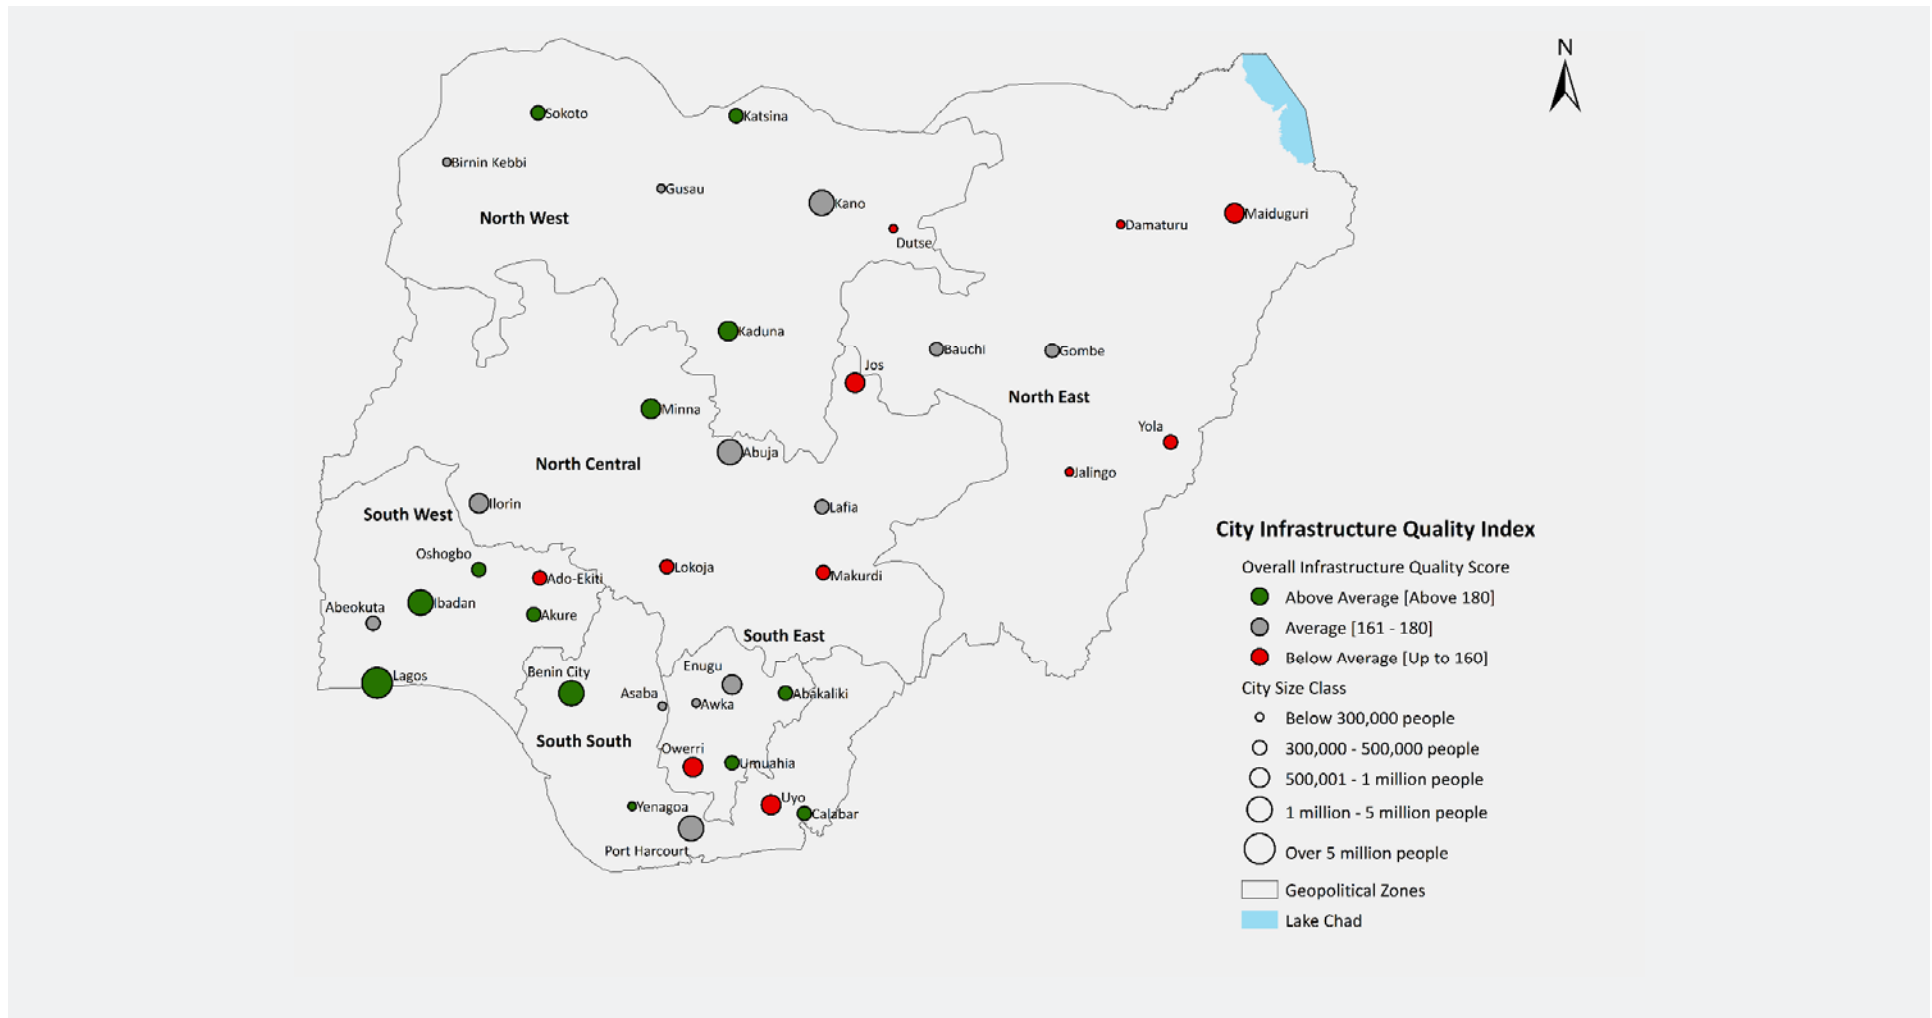 N
Sokoto
Katsina
Birnin Kebbi
Gusau
Kano
North West
Maiduguri
Damaturu
Dutse
Kaduna
Bauchi
Gombe
Jos
North East
Minna
Yola
Abuja
North Central
Jalingo
Ilorin
Lafia
South West
Oshogbo
Lokoja
Makurdi
Ado-Ekiti
Ibadan
Abeokuta
Akure
South East
Enugu
Benin City
Lagos
Asaba
Abakaliki
Awka
South South
Owerri
Umuahia
Uyo
Yenagoa
Calabar
Port Harcourt
City Infrastructure Quality Index
Overall Infrastructure Quality Score
Above Average [Above 180]
Average [161 - 180]
Below Average [Up to 160]
City Size Class
Below 300,000 people
300,000 - 500,000 people
500,001 - 1 million people
1 million - 5 million people
Over 5 million people
Geopolitical Zones
Lake Chad